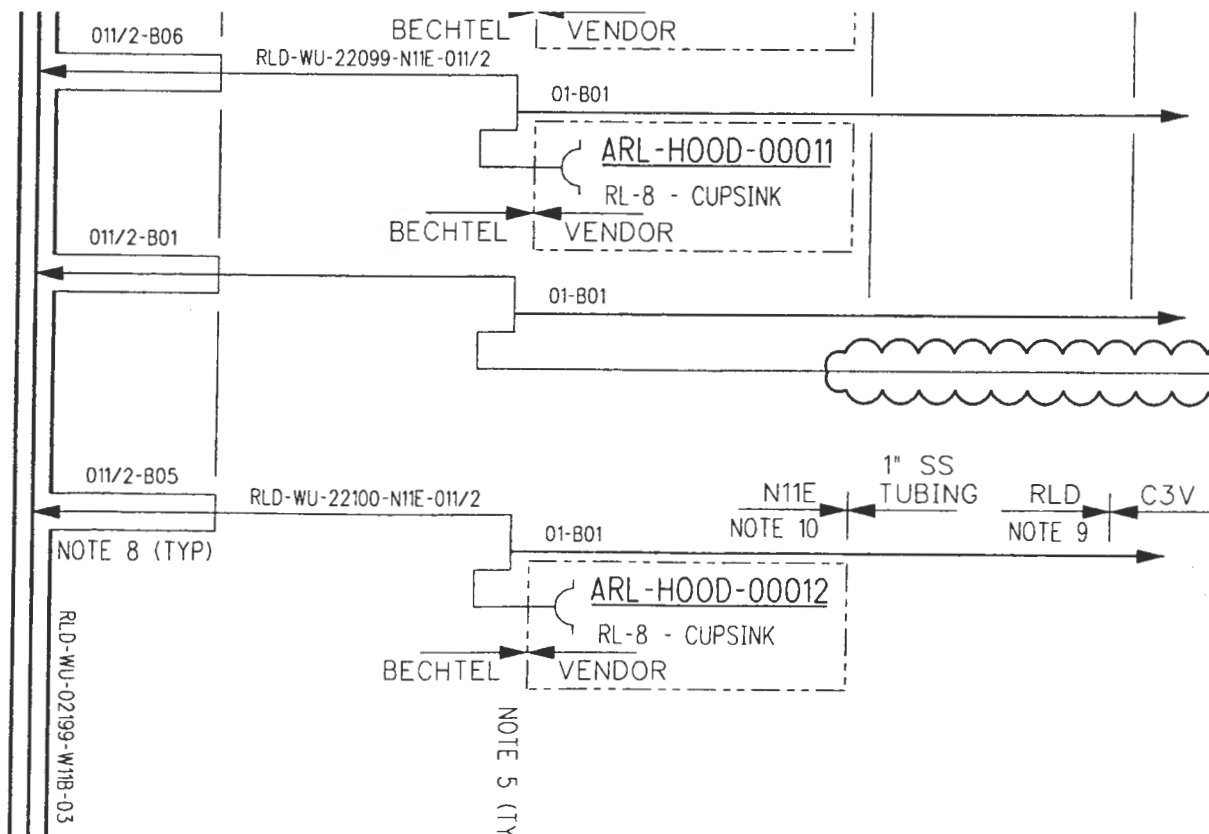 BECHTEL VENDOR
011/2-B06
RLD-WU-22099-N11E-011/2
01-B01
ARL-HOOD-00011
RL-8 - CUPSINK
BECHTEL VENDOR
011/2-B01
01-B01
011/2-B05
RLD-WU-22100-N11E-011/2
1" SS
TUBING
N11E
NOTE 10
RLD
NOTE 9
C3V
01-B01
NOTE 8 (TYP)
ARL-HOOD-00012
RL-8 - CUPSINK
BECHTEL VENDOR
RLD-WU-02199-W11B-03
NOTE 5 (TY